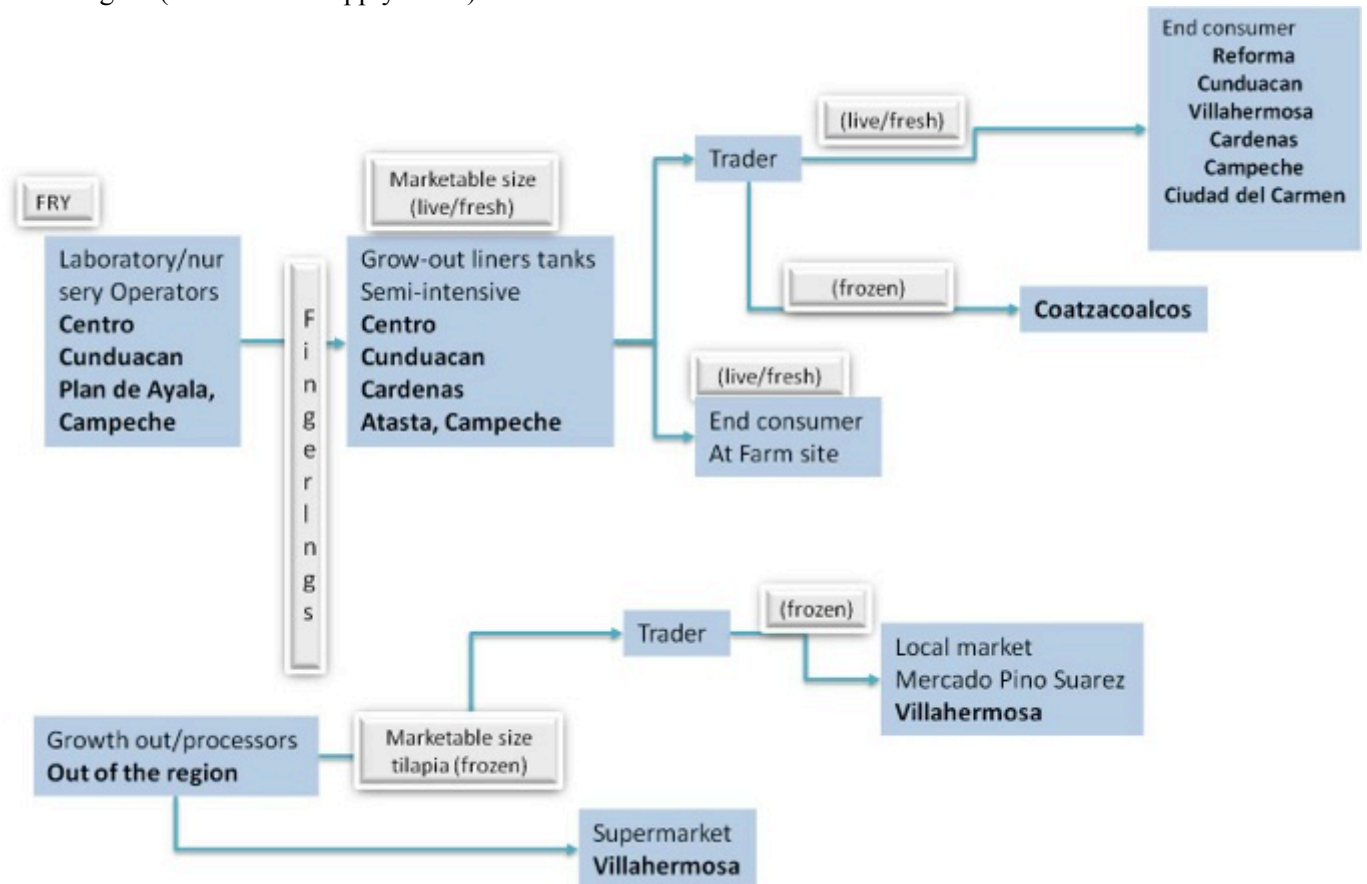 End consumer
Reforma
Cunduacan
Villahermosa
Cardenas
Campeche
Ciudad del Carmen
(live/fresh)
Trader
Marketable size
(live/fresh)
FRY
Laboratory/nur
sery Operators
Centro
Cunduacan
Plan de Ayala,
Campeche
FingerlIngs
Grow-out liners tanks
Semi-intensive
Centro
Cunduacan
Cardenas
Atasta, Campeche
(frozen)
Coatzacoalcos
(live/fresh)
End consumer
At Farm site
Trader
(frozen)
Local market
Mercado Pino Suarez
Villahermosa
Growth out/processors
Out of the region
Marketable size
tilapia (frozen)
Supermarket
Villahermosa